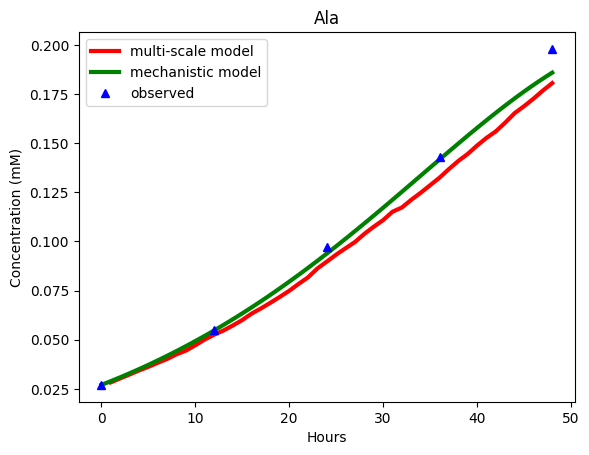 Ala
multi-scale model
mechanistic model
observed
Concentration (mM)
0.200
0.175
0.150
0.125
0.100
0.075
0.050
0.025
0 10 20 30 40 50
Hours